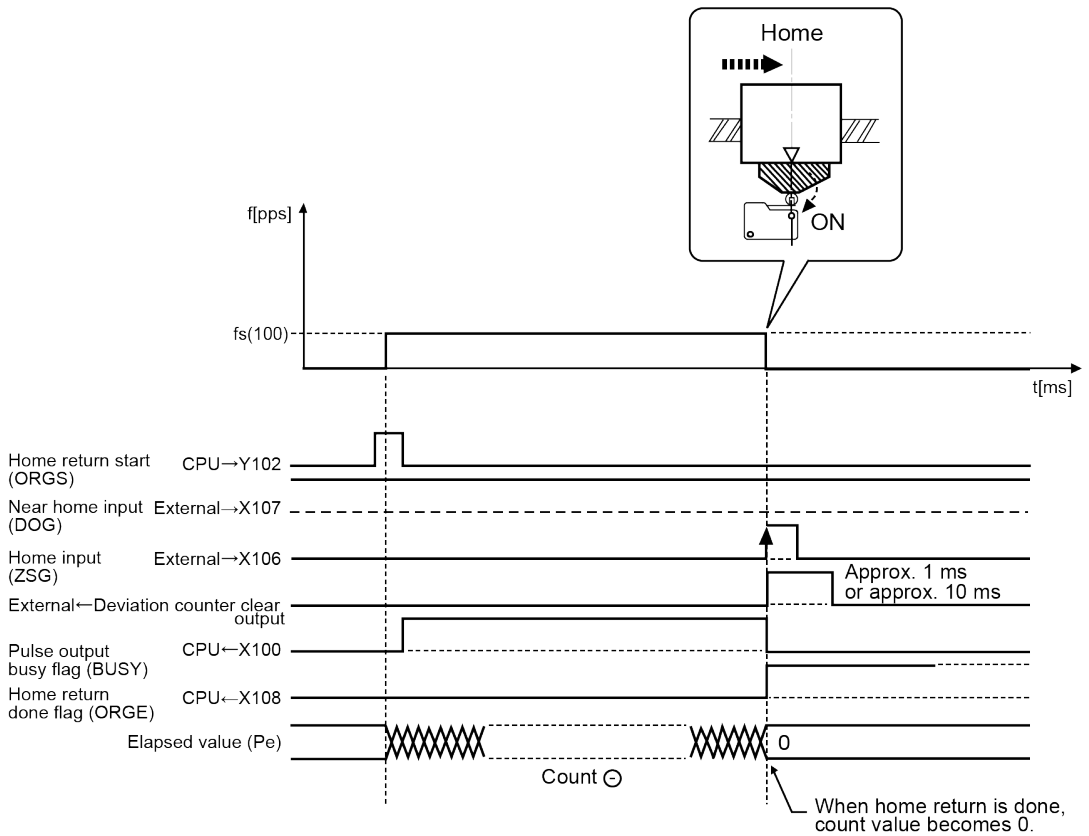 Home
ON
f[pps]
fs(100)
t[ms]
Home return start
(ORGS)
CPU→Y102
Near home input
(DOG)
External→X107
Home input
(ZSG)
External→X106
Approx. 1 ms
or approx. 10 ms
External←Deviation counter clear
output
Pulse output
busy flag (BUSY)
CPU←X100
Home return
done flag (ORGE)
CPU←X108
Elapsed value (Pe)
0
Count ⊖
When home return is done,
count value becomes 0.